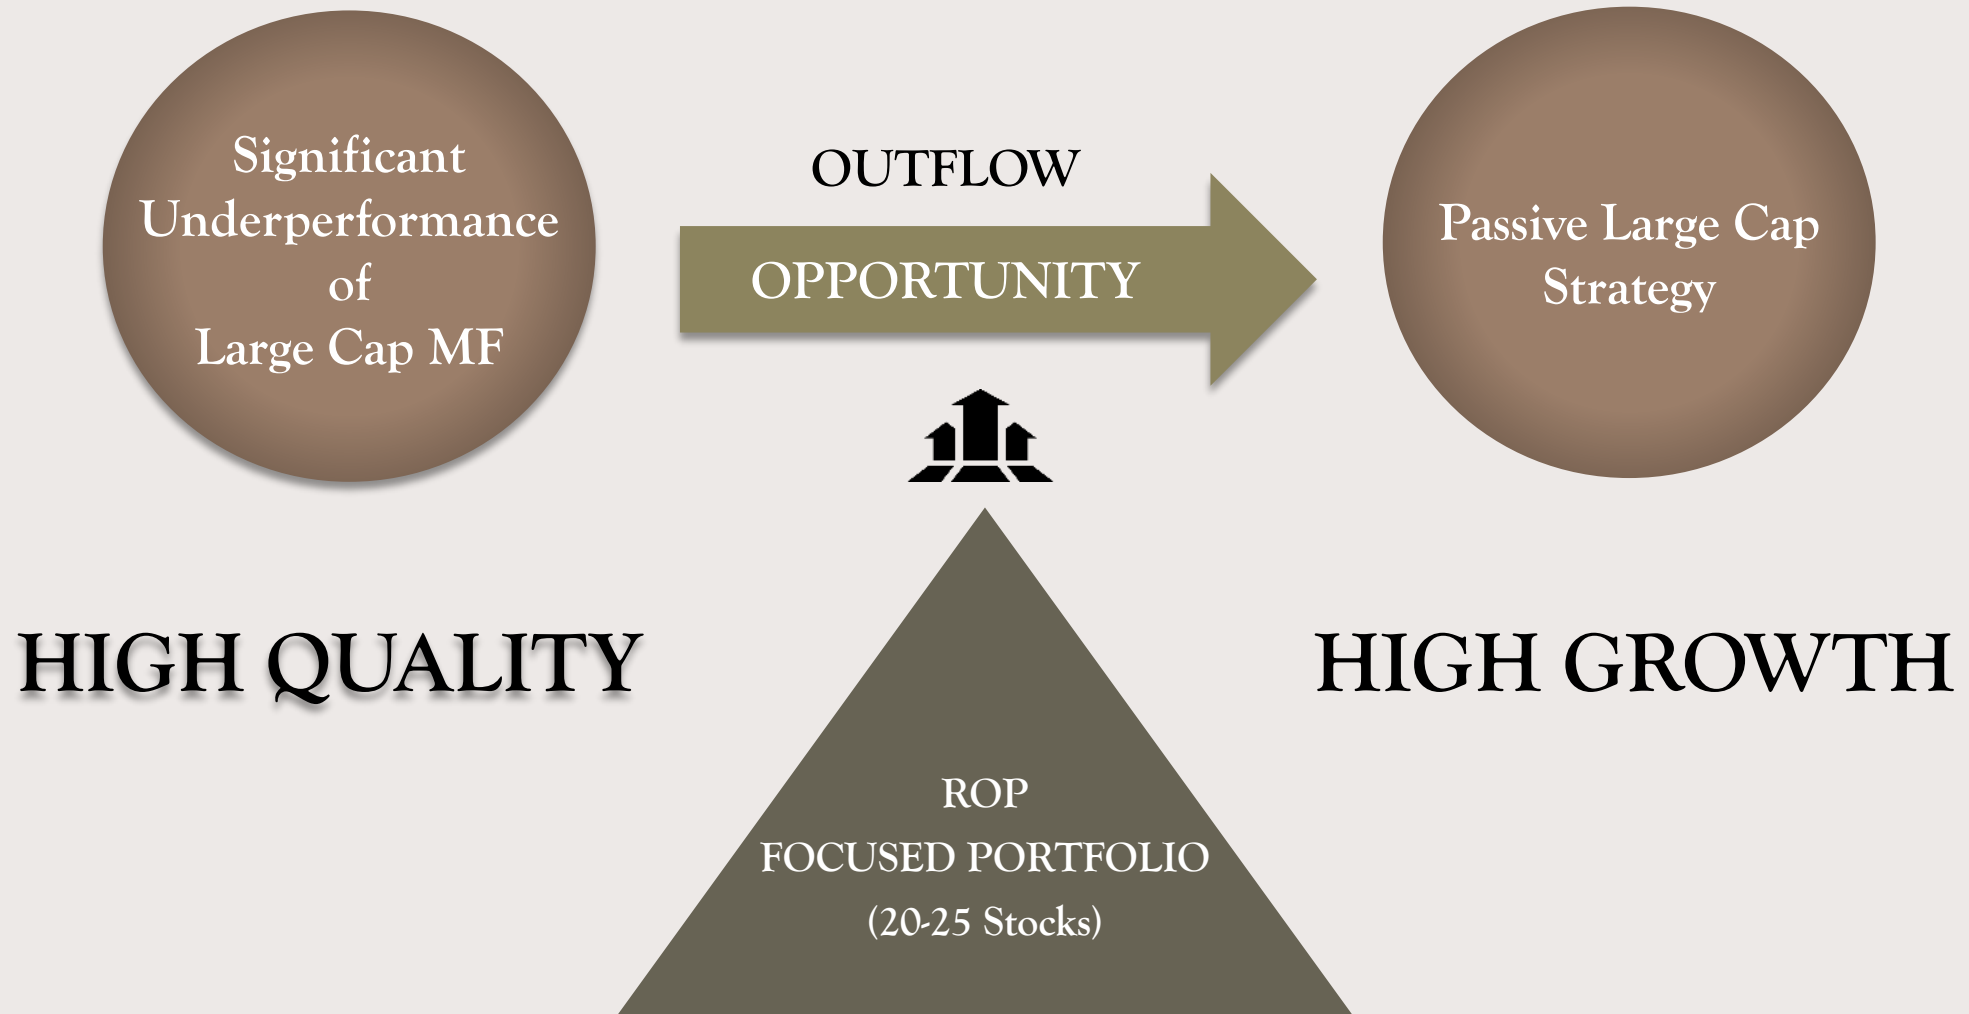 Significant
Underperformance
of
Large Cap MF
OUTFLOW
OPPORTUNITY
Passive Large Cap
Strategy
HIGH QUALITY
HIGH GROWTH
ROP
FOCUSED PORTFOLIO
(20-25 Stocks)